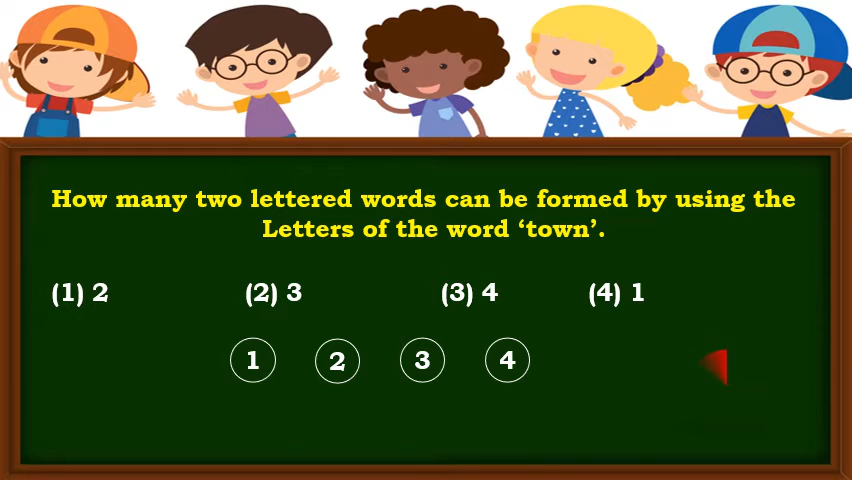 How many two lettered words can be formed by using the
Letters of the word ‘town’.
(1) 2 (2) 3 (3) 4 (4) 1
1 2 3 4